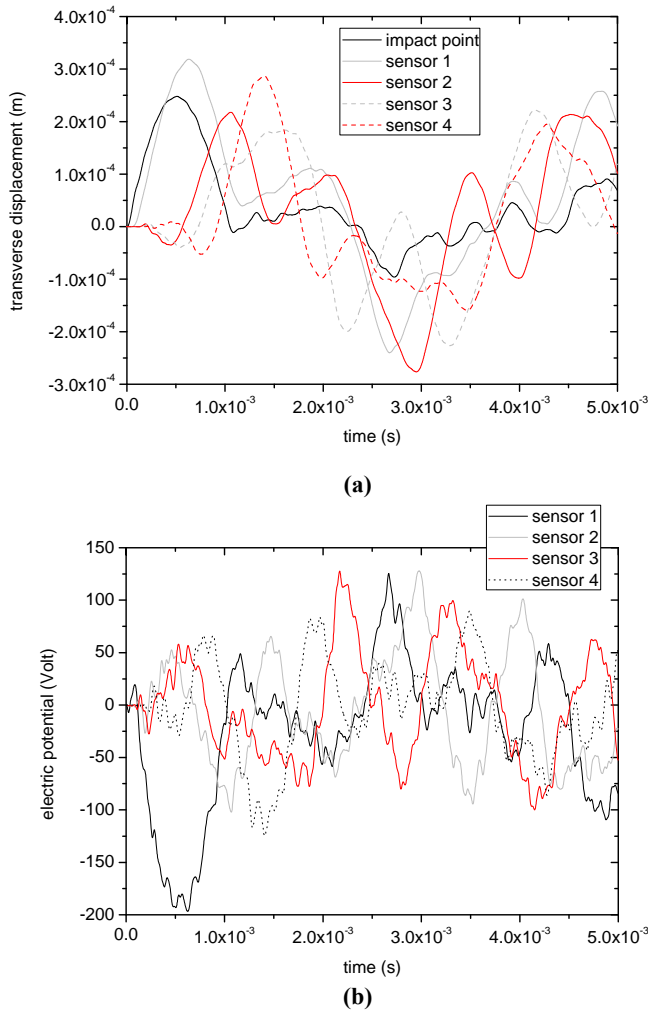 4.0x10⁻⁴
3.0x10⁻⁴
2.0x10⁻⁴
1.0x10⁻⁴
0.0
-1.0x10⁻⁴
-2.0x10⁻⁴
-3.0x10⁻⁴
transverse displacement (m)
impact point
sensor 1
sensor 2
sensor 3
sensor 4
0.0 1.0x10⁻³ 2.0x10⁻³ 3.0x10⁻³ 4.0x10⁻³ 5.0x10⁻³
time (s)
(a)
sensor 1
sensor 2
sensor 3
sensor 4
150
100
50
0
-50
-100
-150
-200
electric potential (Volt)
0.0 1.0x10⁻³ 2.0x10⁻³ 3.0x10⁻³ 4.0x10⁻³ 5.0x10⁻³
time (s)
(b)